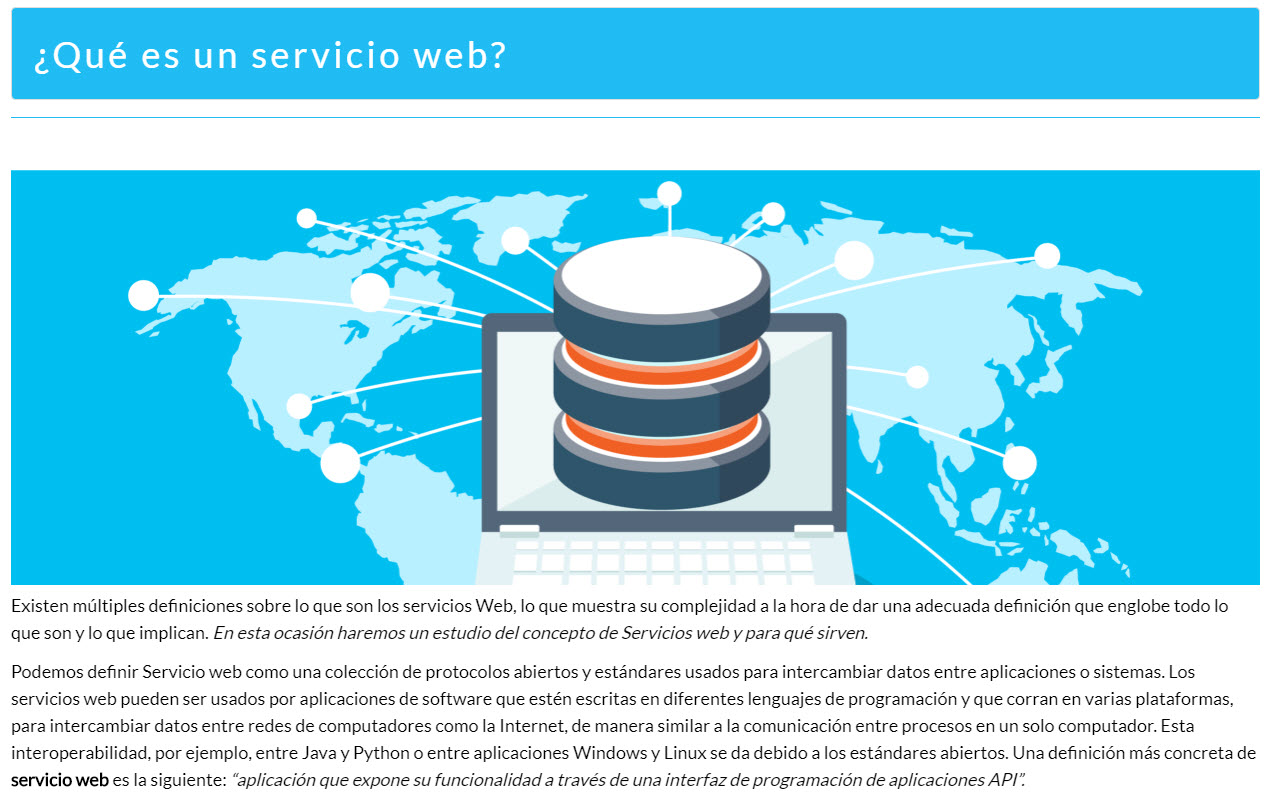 ¿Qué es un servicio web?
Existen múltiples definiciones sobre lo que son los servicios Web, lo que muestra su complejidad a la hora de dar una adecuada definición que englobe todo lo
que son y lo que implican. En esta ocasión haremos un estudio del concepto de Servicios web y para qué sirven.
Podemos definir Servicio web como una colección de protocolos abiertos y estándares usados para intercambiar datos entre aplicaciones o sistemas. Los
servicios web pueden ser usados por aplicaciones de software que estén escritas en diferentes lenguajes de programación y que corran en varias plataformas,
para intercambiar datos entre redes de computadores como la Internet, de manera similar a la comunicación entre procesos en un solo computador. Esta
interoperabilidad, por ejemplo, entre Java y Python o entre aplicaciones Windows y Linux se da debido a los estándares abiertos. Una definición más concreta de
servicio web es la siguiente: “aplicación que expone su funcionalidad a través de una interfaz de programación de aplicaciones API”.